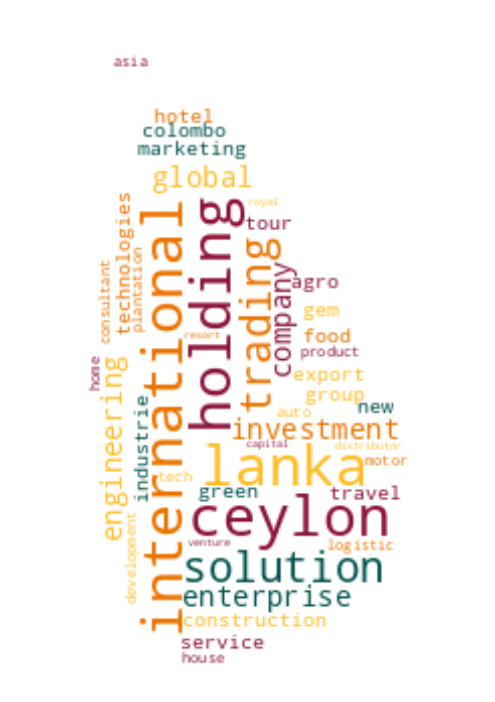 asia
hotel
colombo
marketing
global
royal
tour
technologies
international
holding
trading
company
agro
plantation
consultant
gem
resort
food
product
home
engineering
export
group
auto
new
industrie
investment
capital
distributor
lanka
motor
tech
green
travel
ceylon
development
venture
logistic
solution
enterprise
construction
service
house